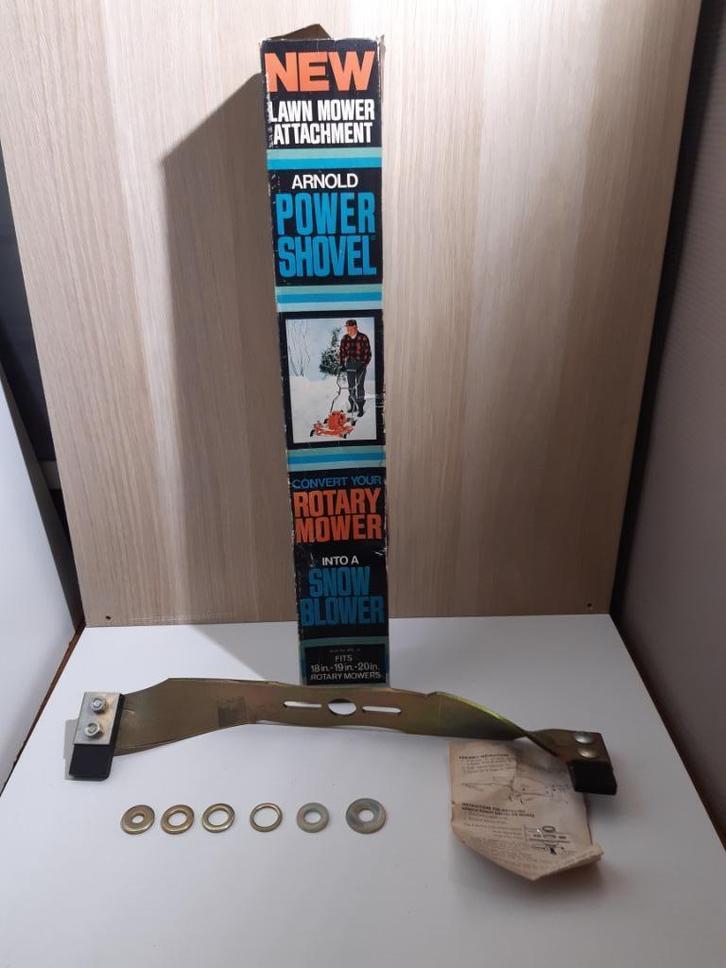 NEW
LAWN MOWER
ATTACHMENT
ARNOLD
POWER
SHOVEL
CONVERT YOUR
ROTARY
MOWER
INTO A
SNOW
BLOWER
FITS
18 in.-19 in.-20 in.
ROTARY MOWERS